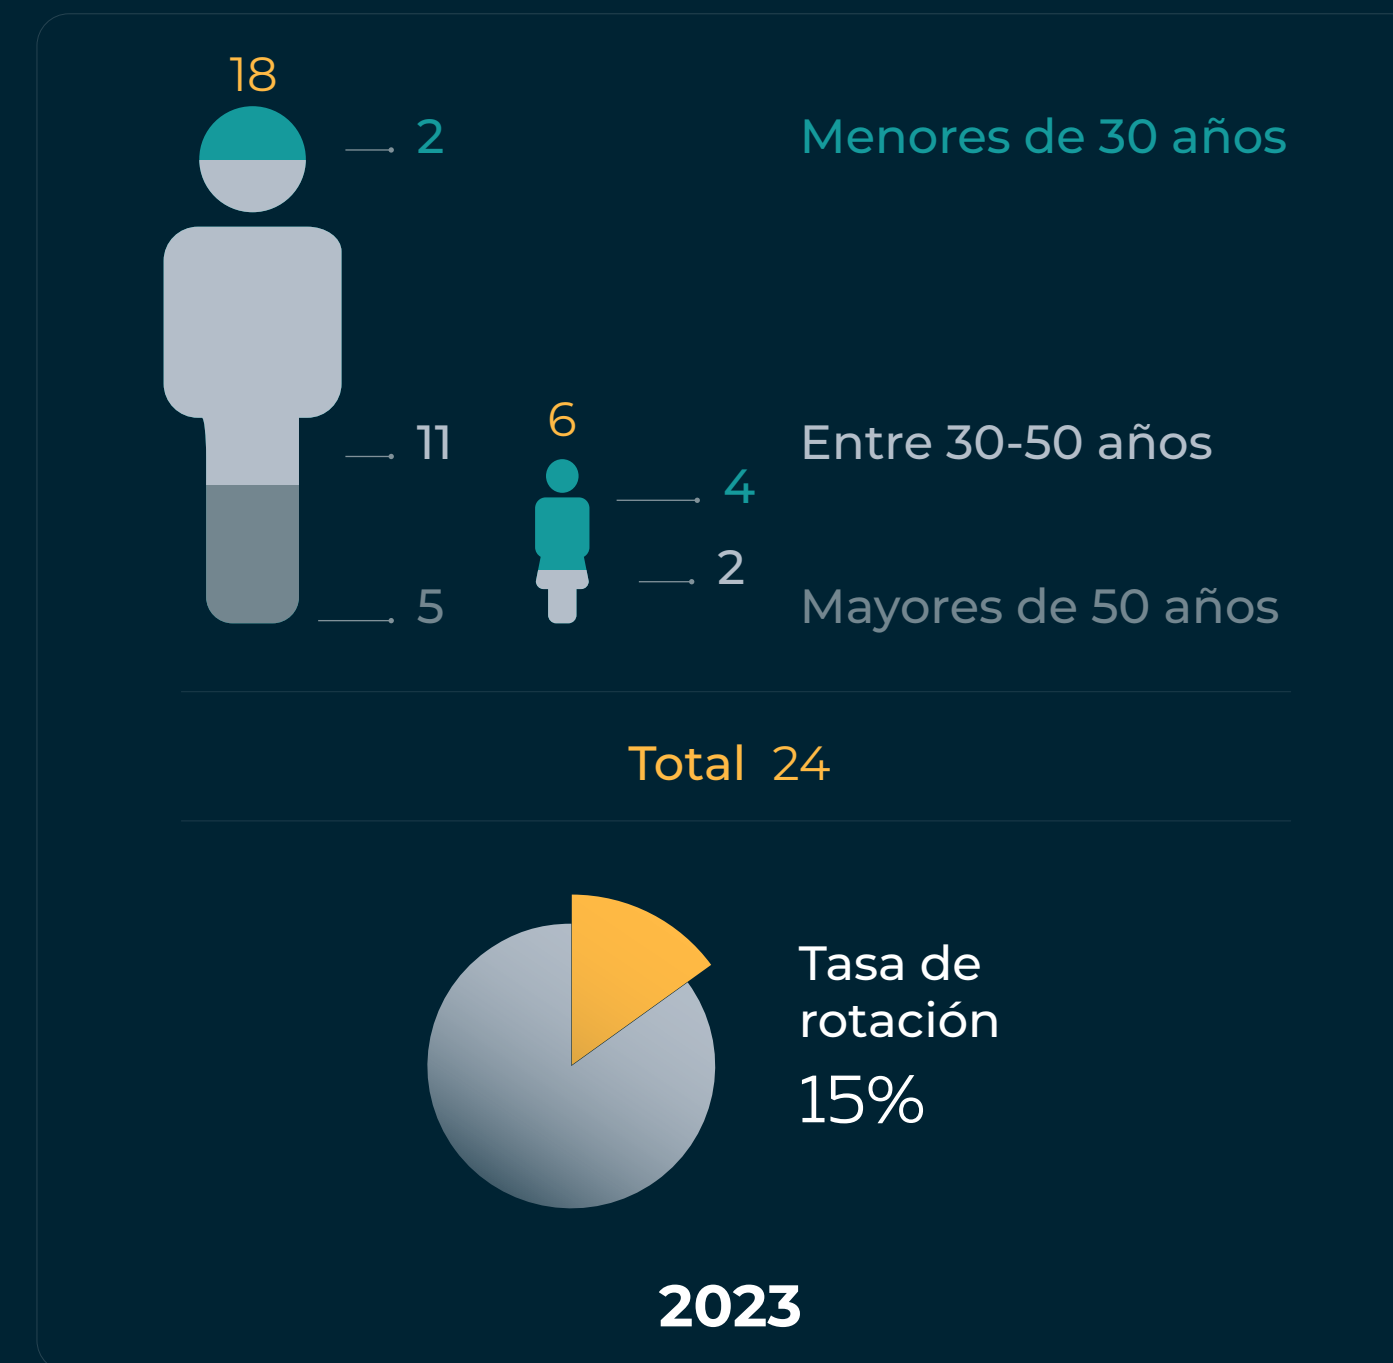 18
2
Menores de 30 años
11
6
Entre 30-50 años
4
2
5
Mayores de 50 años
Total 24
Tasa de
rotación
15%
2023